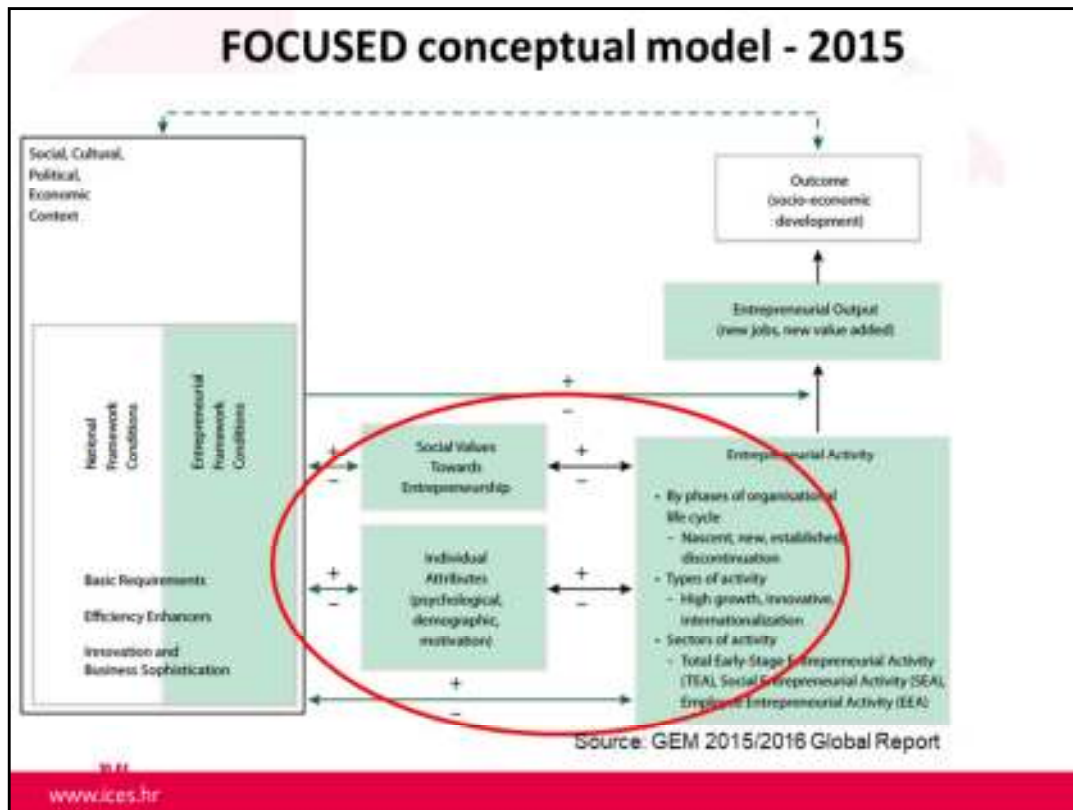 FOCUSED conceptual model - 2015
Social, Cultural,
Political,
Economic
Context
Outcome
(socio-economic
development)
Entrepreneurial Output
(new jobs, new value added)
+
−
National
Framework
Conditions
Entrepreneurial
Framework
Conditions
+
−
Social Values
Towards
Entrepreneurship
+
−
Entrepreneurial Activity
• By phases of organisational
life cycle
− Nascent, new, established,
discontinuation
• Types of activity
− High growth, innovative,
internationalization
• Sectors of activity
− Total Early-Stage Entrepreneurial Activity
(TEA), Social Entrepreneurial Activity (SEA),
Employee Entrepreneurial Activity (EEA)
+
−
Individual
Attributes
(psychological,
demographic,
motivation)
+
−
Basic Requirements
Efficiency Enhancers
Innovation and
Business Sophistication
+
−
Source: GEM 2015/2016 Global Report
www.ices.hr